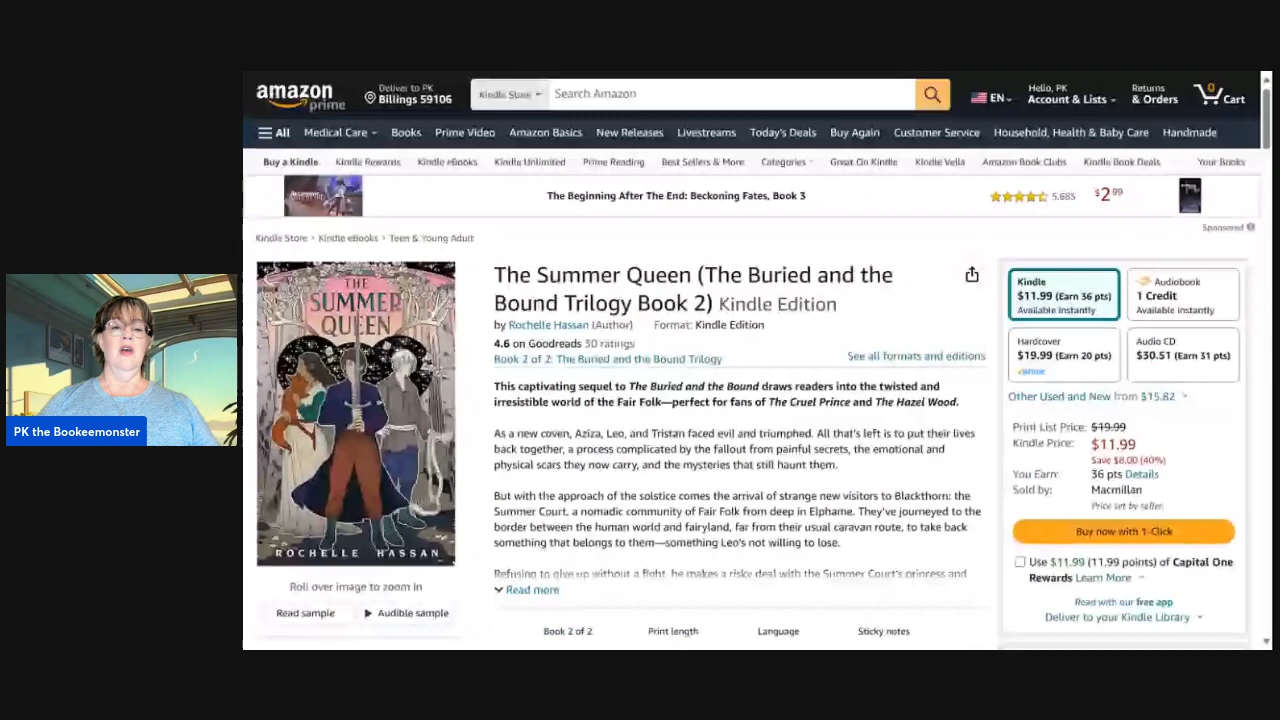 amazon
prime
Deliver to PK
Billings 59106
Kindle Store
Search Amazon
EN
Hello, PK
Account & Lists
Returns
& Orders
0
Cart
All
Medical Care
Books
Prime Video
Amazon Basics
New Releases
Livestreams
Today's Deals
Buy Again
Customer Service
Household, Health & Baby Care
Handmade
Buy a Kindle
Kindle Rewards
Kindle eBooks
Kindle Unlimited
Prime Reading
Best Sellers & More
Categories
Great On Kindle
Kindle Vella
Amazon Book Clubs
Kindle Book Deals
Your Books
The Beginning After The End: Beckoning Fates, Book 3
5,685
$2.99
Sponsored
Kindle Store › Kindle eBooks › Teen & Young Adult
THE
SUMMER
QUEEN
ROCHELLE HASSAN
Roll over image to zoom in
Read sample
Audible sample
The Summer Queen (The Buried and the
Bound Trilogy Book 2) Kindle Edition
by Rochelle Hassan (Author)
Format: Kindle Edition
4.6 on Goodreads 30 ratings
Book 2 of 2: The Buried and the Bound Trilogy
See all formats and editions
This captivating sequel to The Buried and the Bound draws readers into the twisted and
irresistible world of the Fair Folk—perfect for fans of The Cruel Prince and The Hazel Wood.
As a new coven, Aziza, Leo, and Tristan faced evil and triumphed. All that's left is to put their lives
back together, a process complicated by the fallout from painful secrets, the emotional and
physical scars they now carry, and the mysteries that still haunt them.
But with the approach of the solstice comes the arrival of strange new visitors to Blackthorn: the
Summer Court, a nomadic community of Fair Folk from deep in Elphame. They've journeyed to the
border between the human world and fairyland, far from their usual caravan route, to take back
something that belongs to them—something Leo's not willing to lose.
Refusing to give up without a fight, he makes a risky deal with the Summer Court's princess and
Read more
Book 2 of 2
Print length
Language
Sticky notes
Kindle
$11.99 (Earn 36 pts)
Available instantly
Audiobook
1 Credit
Available instantly
Hardcover
$19.99 (Earn 20 pts)
prime
Audio CD
$30.51 (Earn 31 pts)
Other Used and New from $15.82
Print List Price: $19.99
Kindle Price: $11.99
Save $8.00 (40%)
You Earn: 36 pts Details
Sold by: Macmillan
Price set by seller.
Buy now with 1-Click
Use $11.99 (11.99 points) of Capital One
Rewards Learn More
Read with our free app
Deliver to your Kindle Library
PK the Bookeemonster